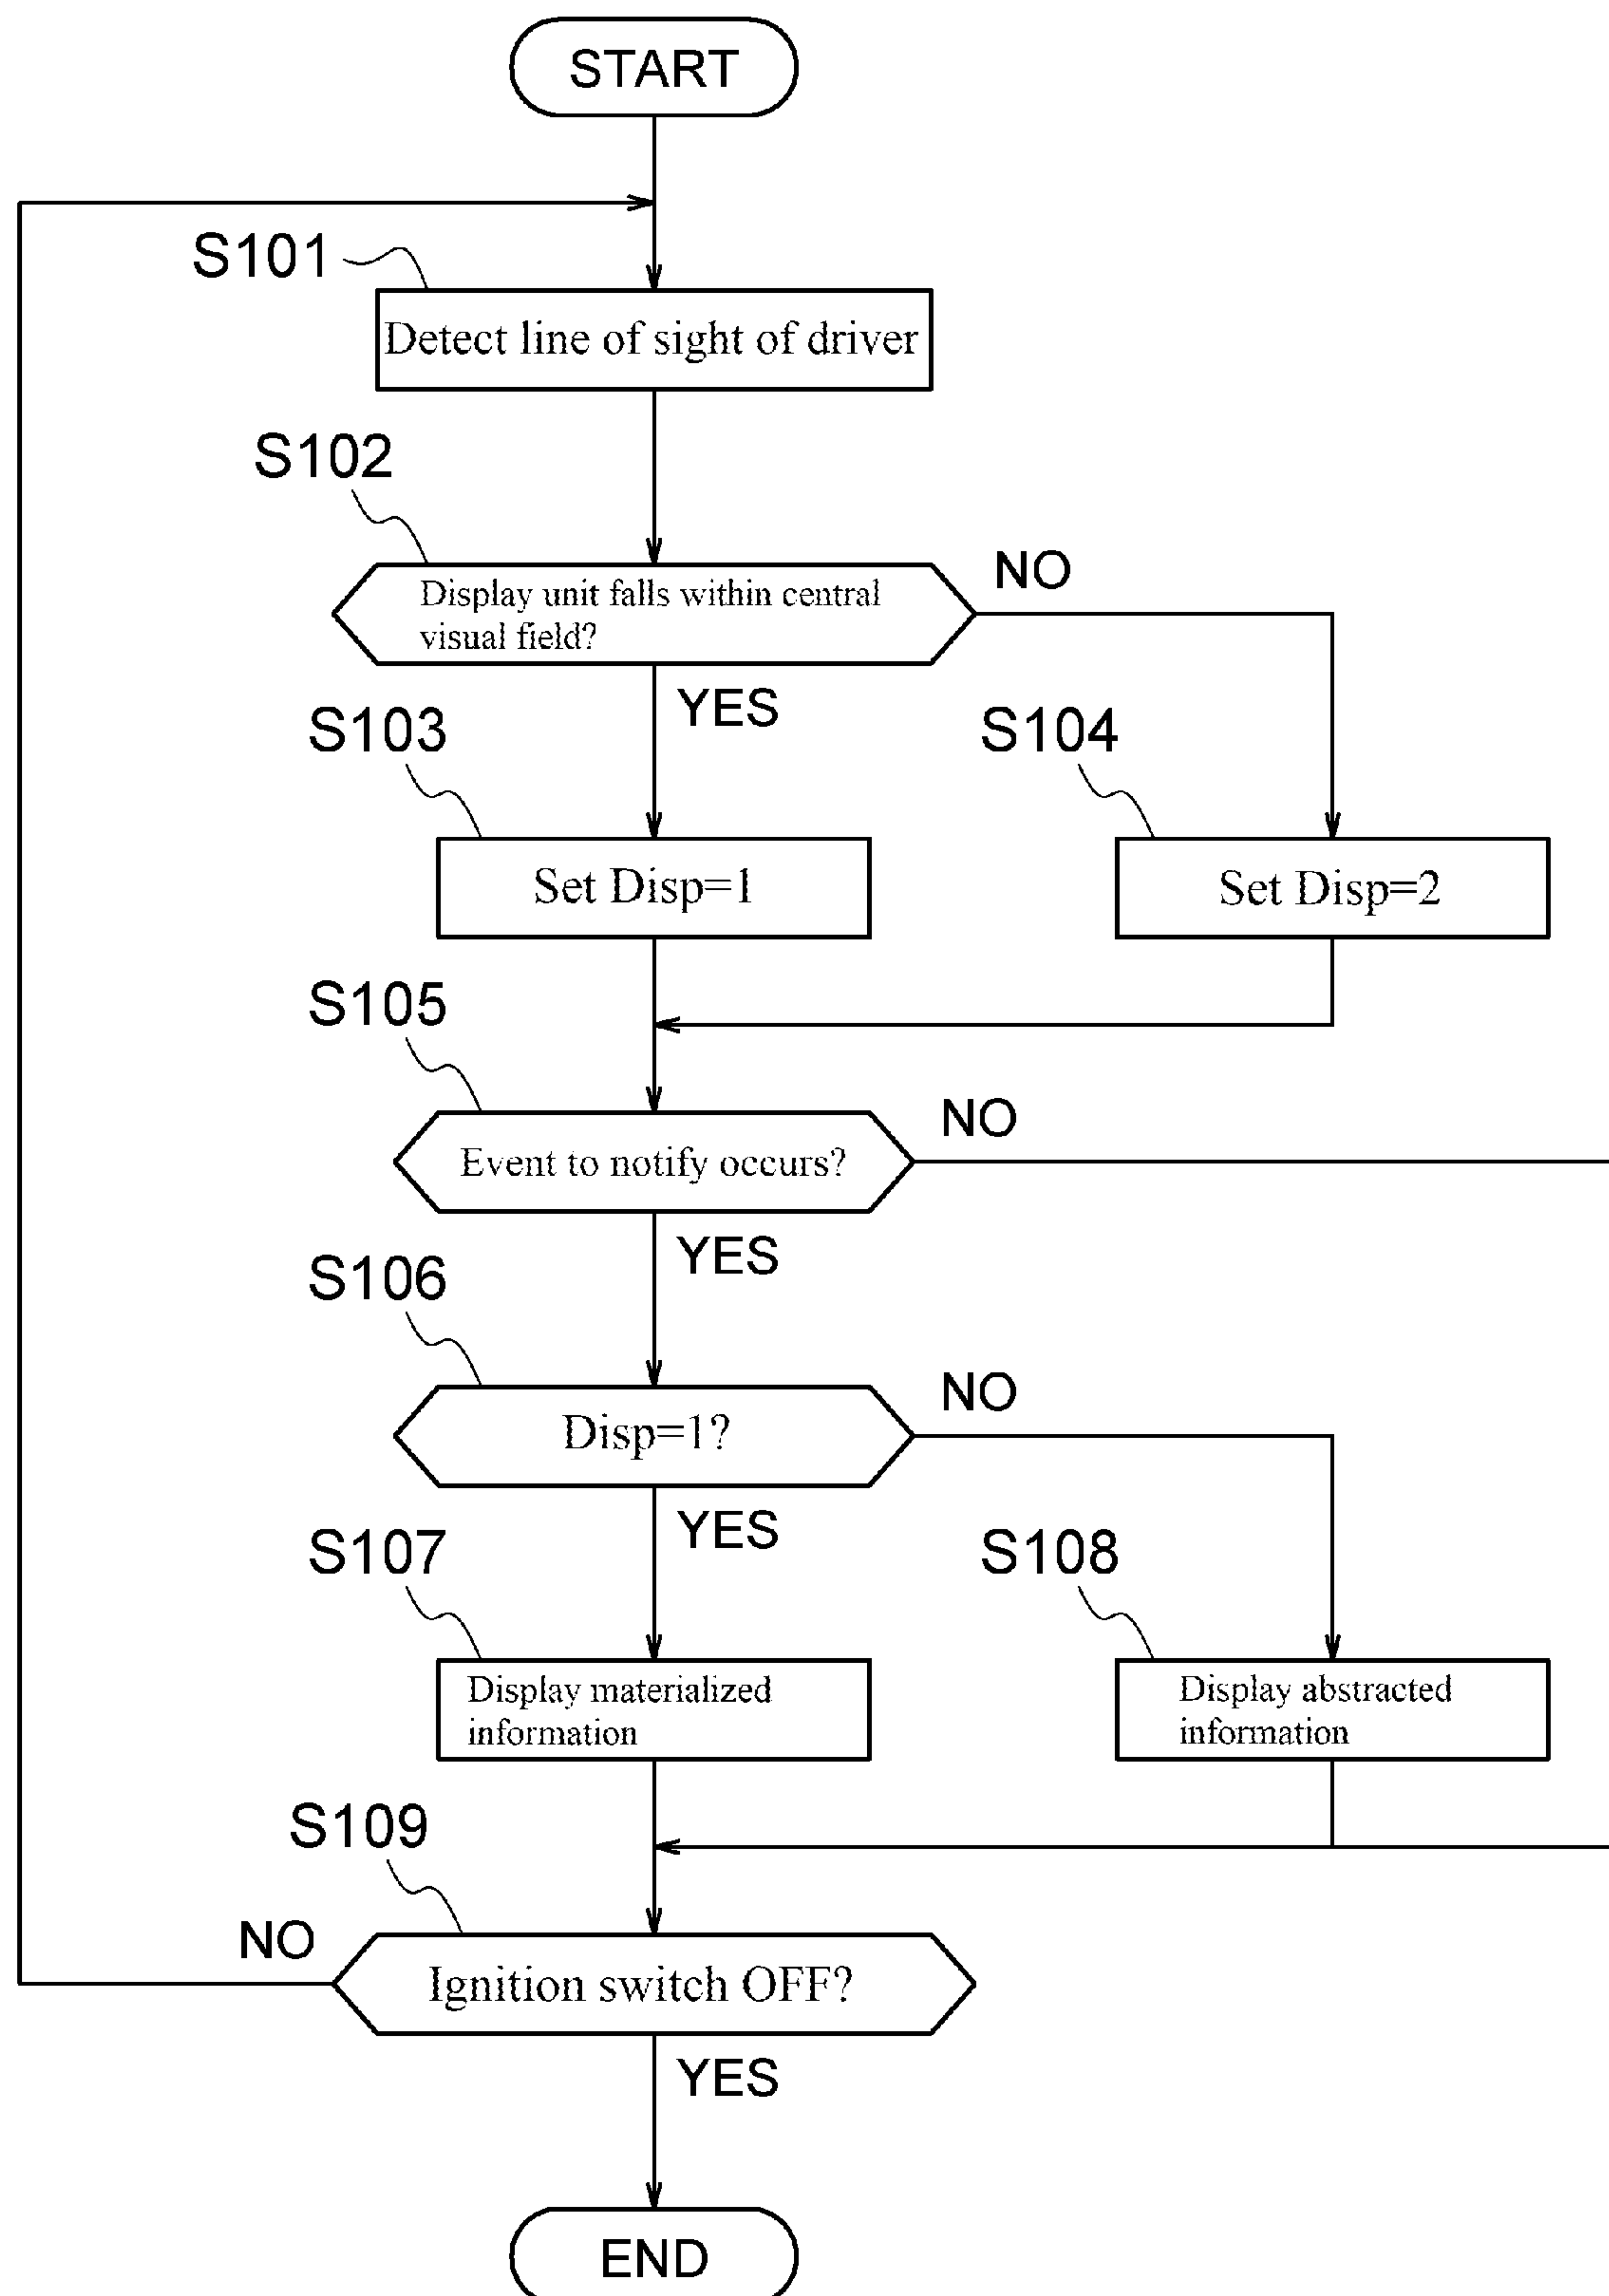 START
S101
Detect line of sight of driver
S102
Display unit falls within central
visual field?
NO
YES
S103
Set Disp=1
S104
Set Disp=2
S105
Event to notify occurs?
NO
YES
S106
Disp=1?
NO
YES
S107
Display materialized
information
S108
Display abstracted
information
S109
NO
Ignition switch OFF?
YES
END